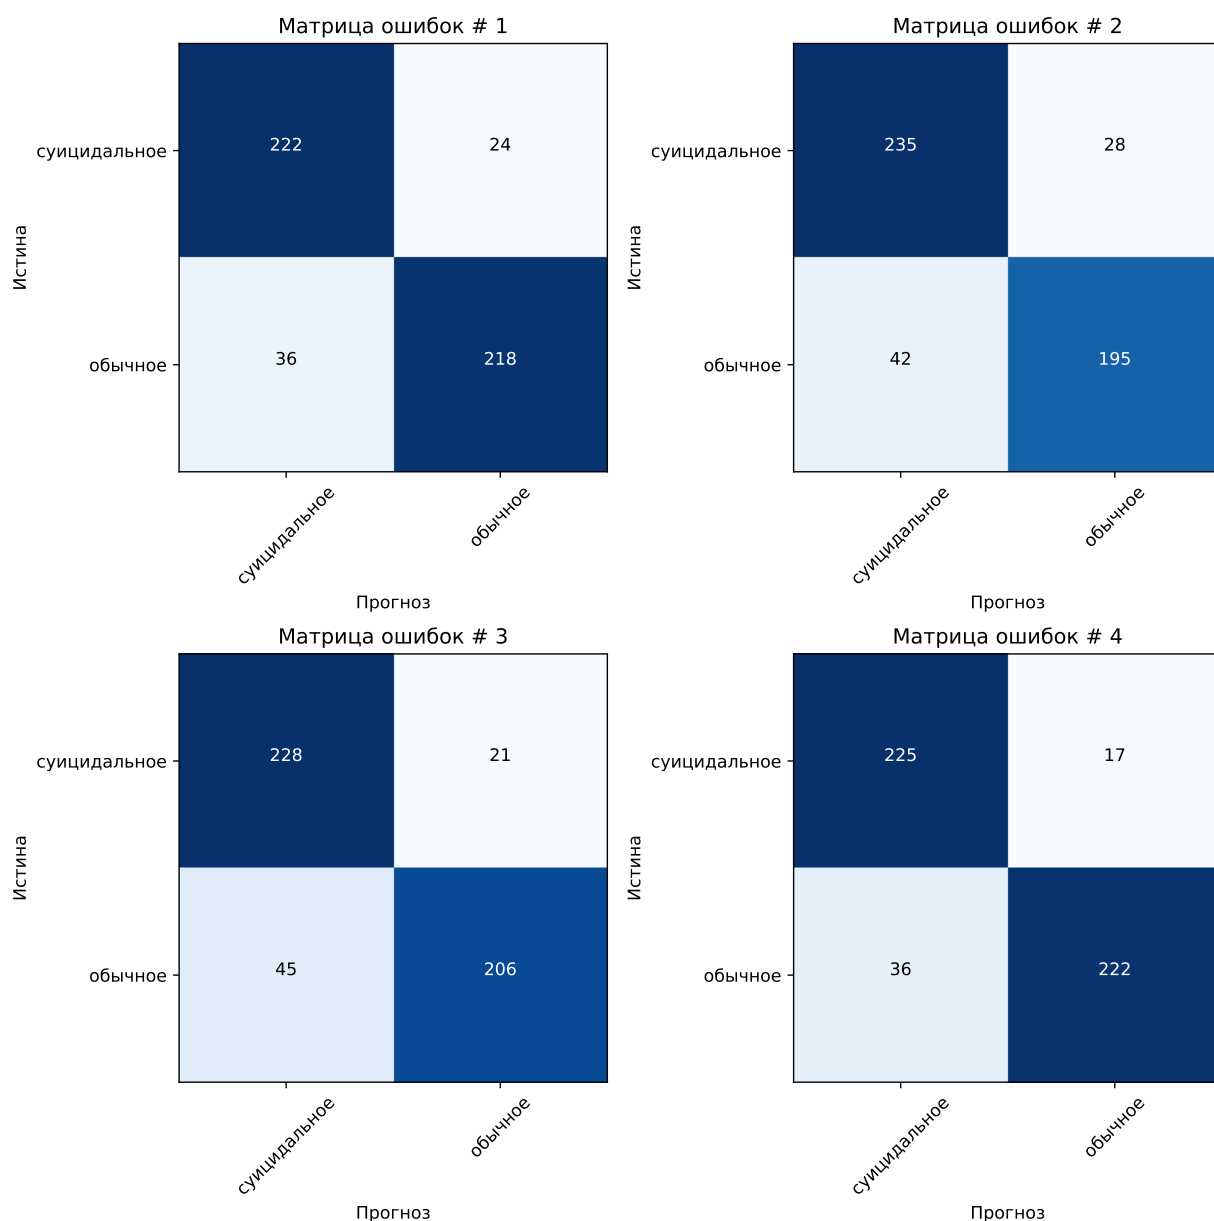 Матрица ошибок # 1
суицидальное
222
24
Истина
обычное
36
218
суицидальное
обычное
Прогноз
Матрица ошибок # 2
суицидальное
235
28
Истина
обычное
42
195
суицидальное
обычное
Прогноз
Матрица ошибок # 3
суицидальное
228
21
Истина
обычное
45
206
суицидальное
обычное
Прогноз
Матрица ошибок # 4
суицидальное
225
17
Истина
обычное
36
222
суицидальное
обычное
Прогноз